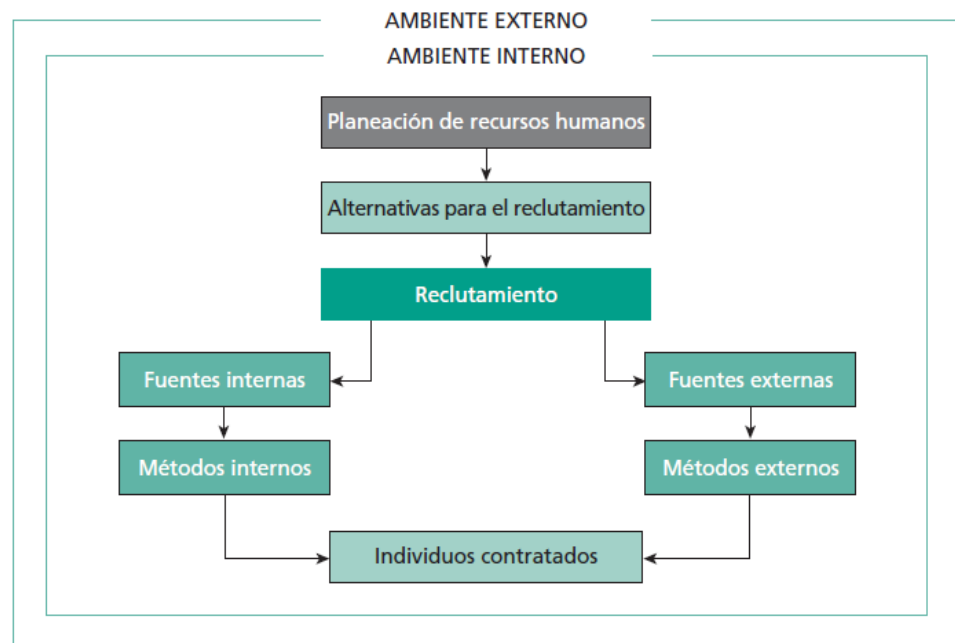 AMBIENTE EXTERNO
AMBIENTE INTERNO
Planeación de recursos humanos
Alternativas para el reclutamiento
Reclutamiento
Fuentes internas
Fuentes externas
Métodos internos
Métodos externos
Individuos contratados